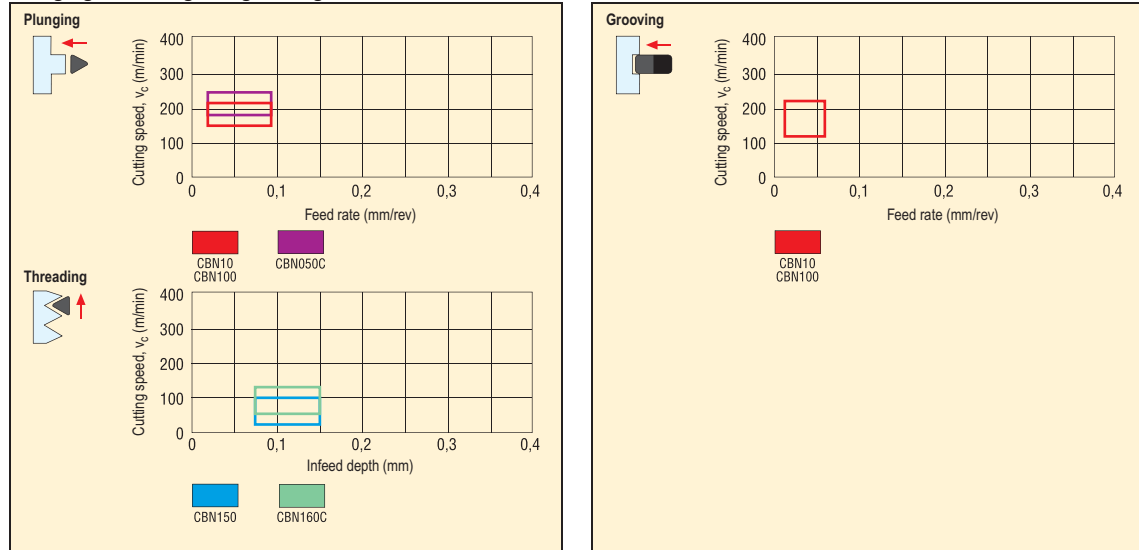 Plunging
Cutting speed, vc (m/min)
400
300
200
100
0
0 0,1 0,2 0,3 0,4
Feed rate (mm/rev)
CBN10
CBN100
CBN050C
Threading
Cutting speed, vc (m/min)
400
300
200
100
0
0 0,1 0,2 0,3 0,4
Infeed depth (mm)
CBN150 CBN160C
Grooving
Cutting speed, vc (m/min)
400
300
200
100
0
0 0,1 0,2 0,3 0,4
Feed rate (mm/rev)
CBN10
CBN100